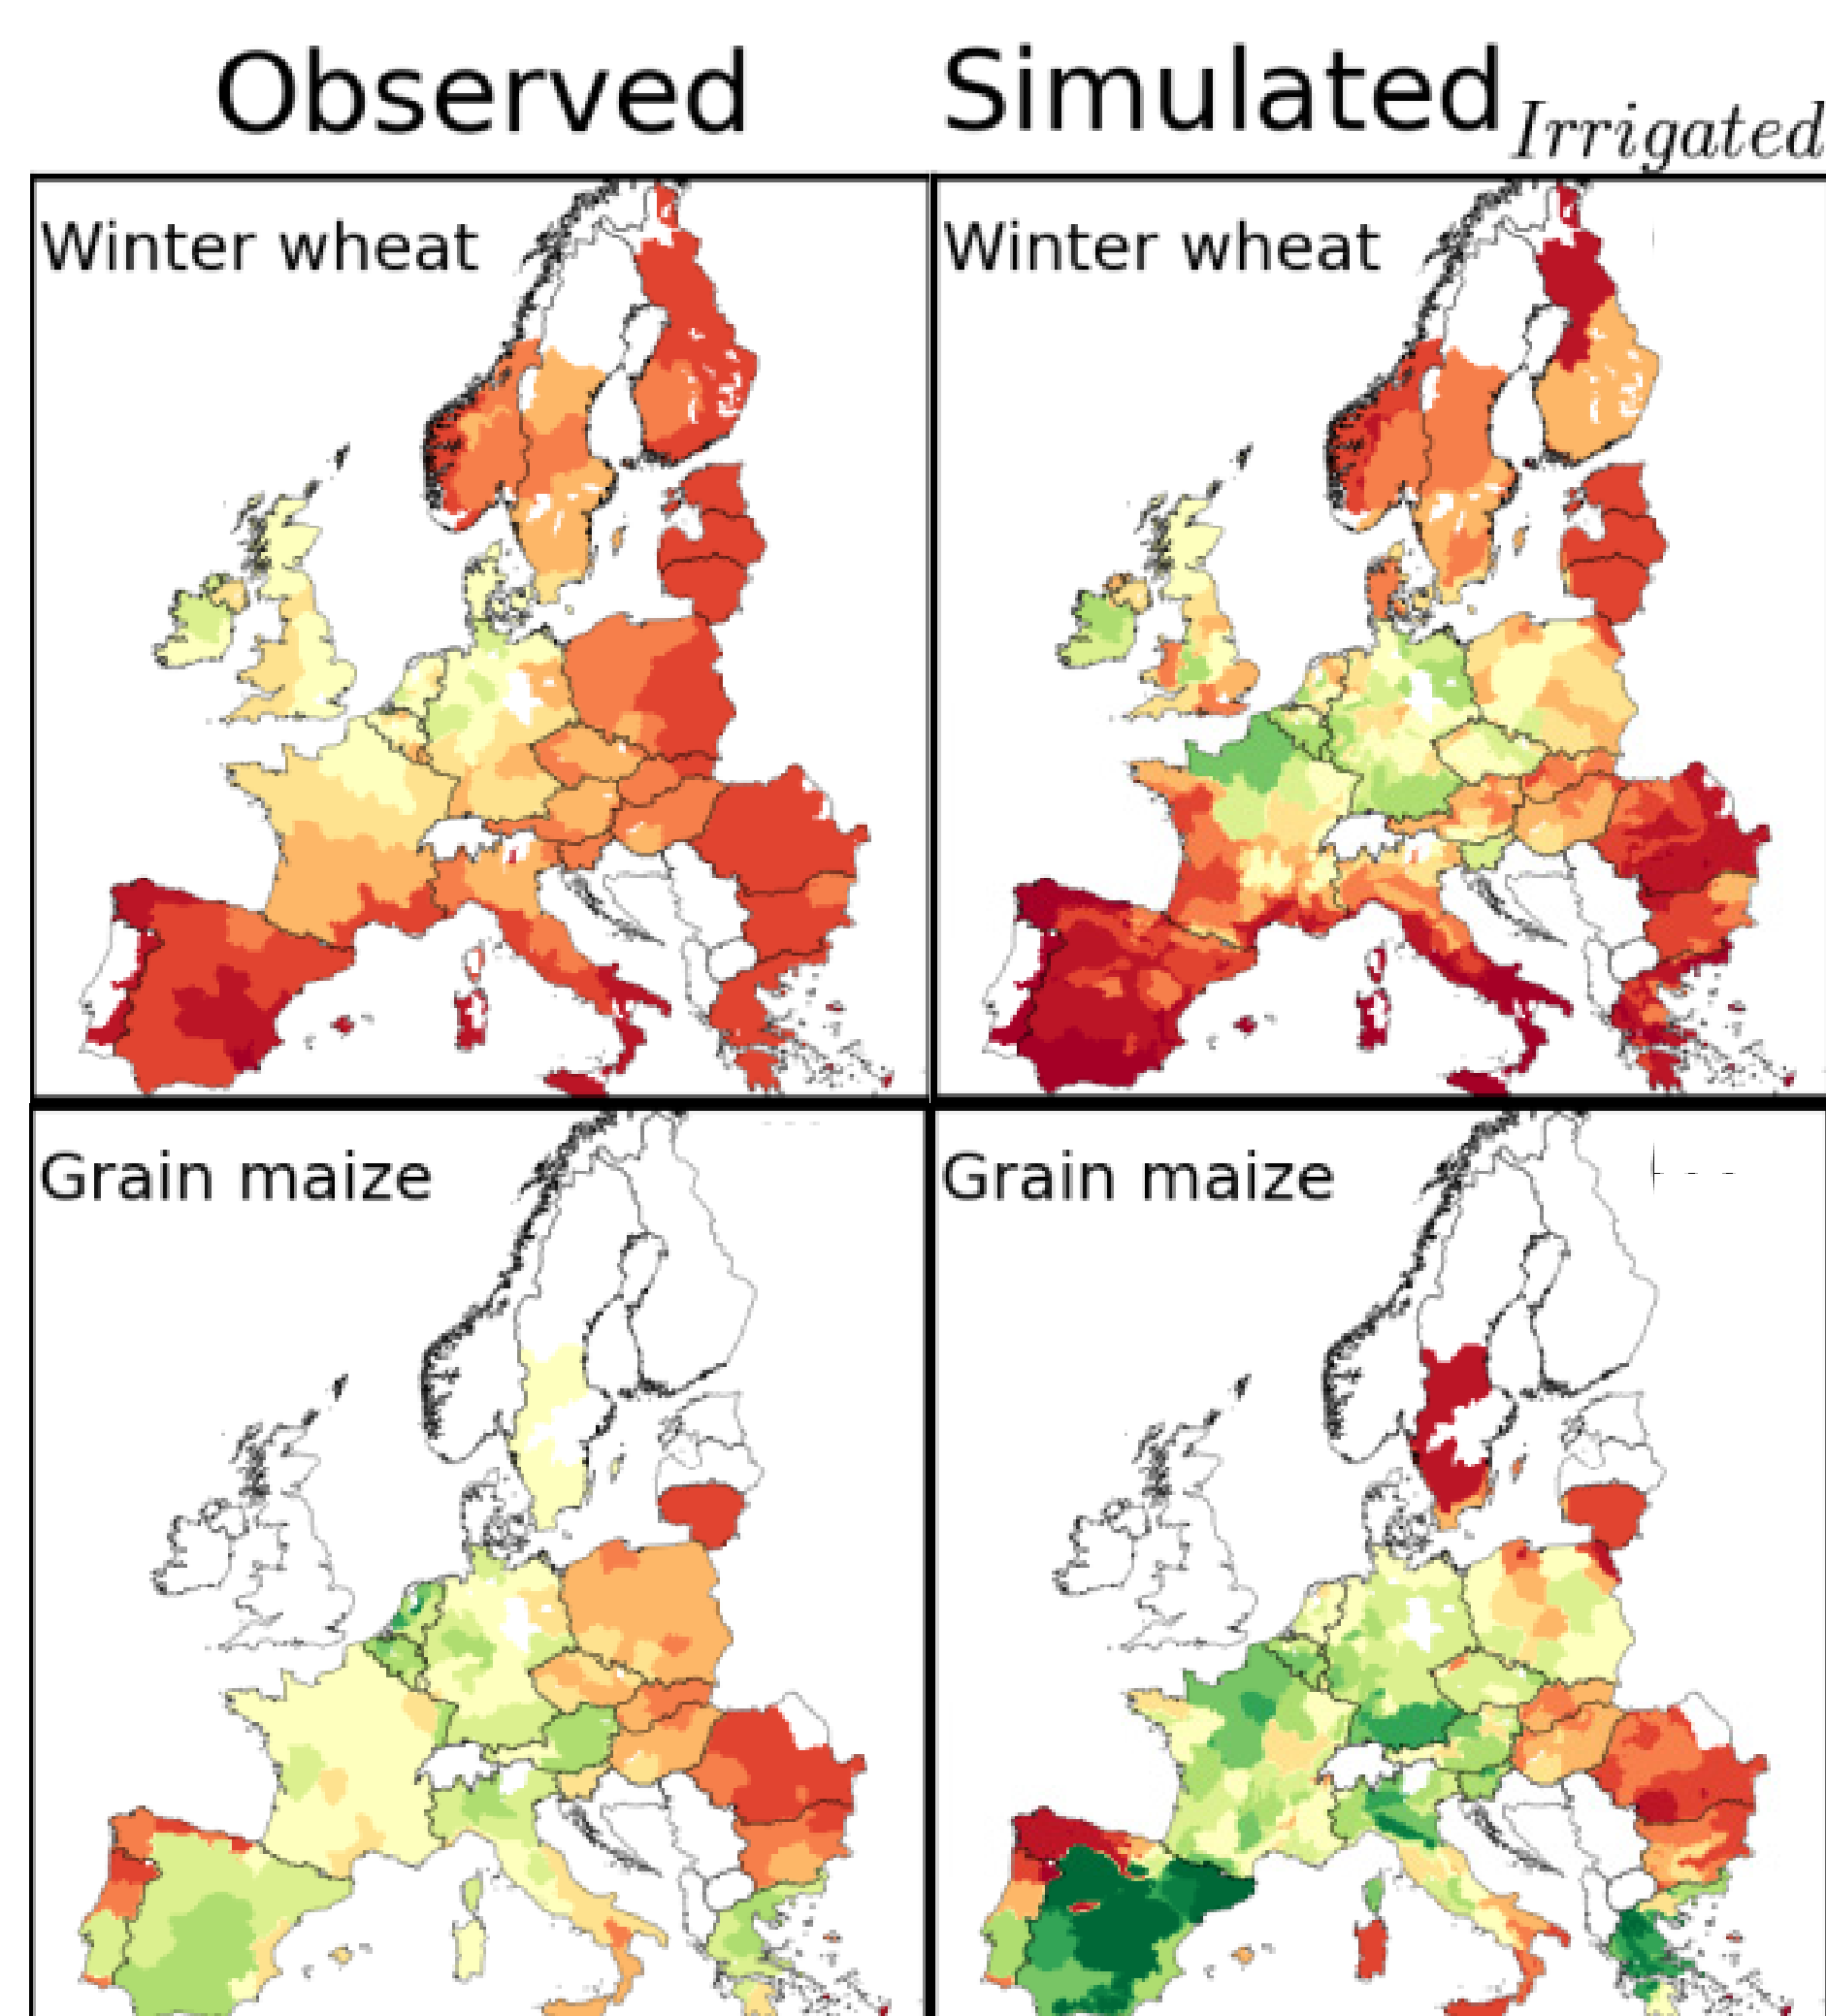 Observed
Simulated Irrigated
Winter wheat
Winter wheat
Grain maize
Grain maize